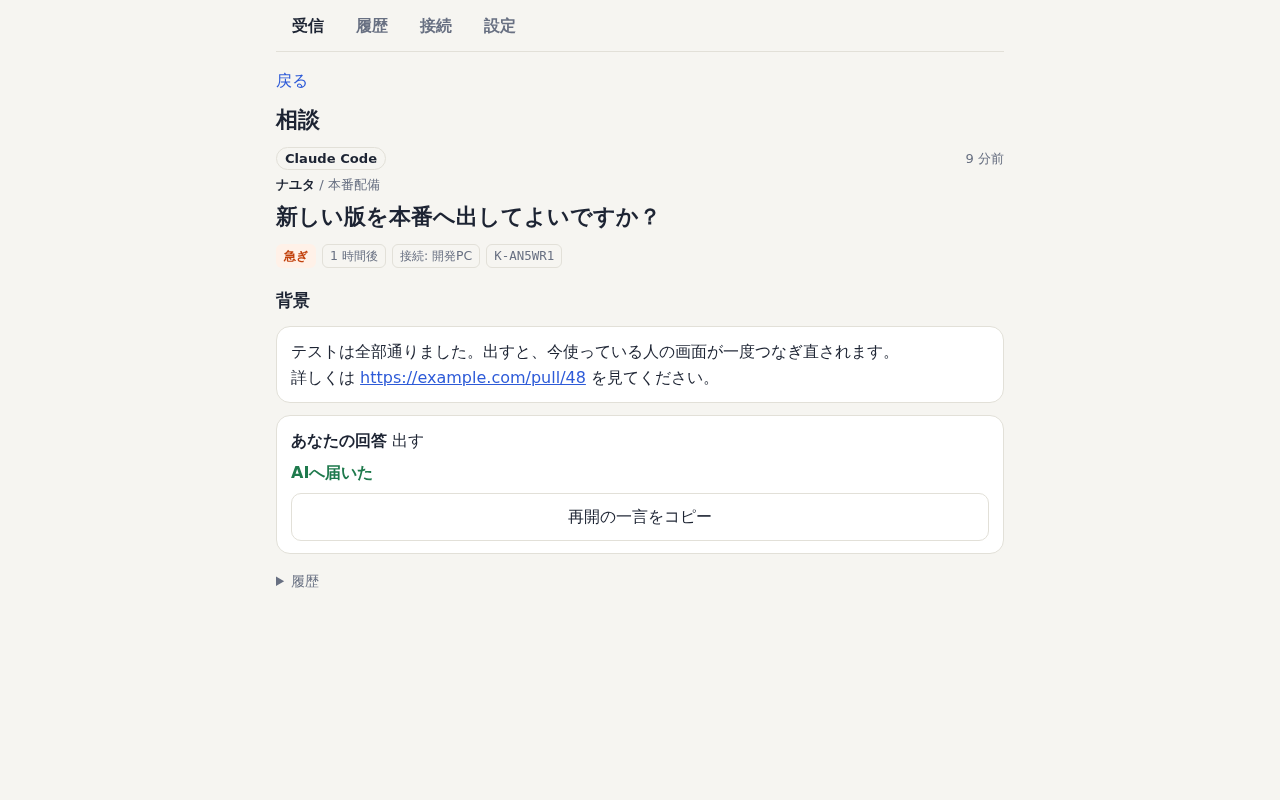 受信 履歴 接続 設定
戻る
相談
Claude Code 9 分前
ナユタ / 本番配備
新しい版を本番へ出してよいですか？
急ぎ 1 時間後 接続: 開発PC K-AN5WR1
背景
テストは全部通りました。出すと、今使っている人の画面が一度つなぎ直されます。
詳しくは https://example.com/pull/48 を見てください。
あなたの回答 出す
AIへ届いた
再開の一言をコピー
▶ 履歴